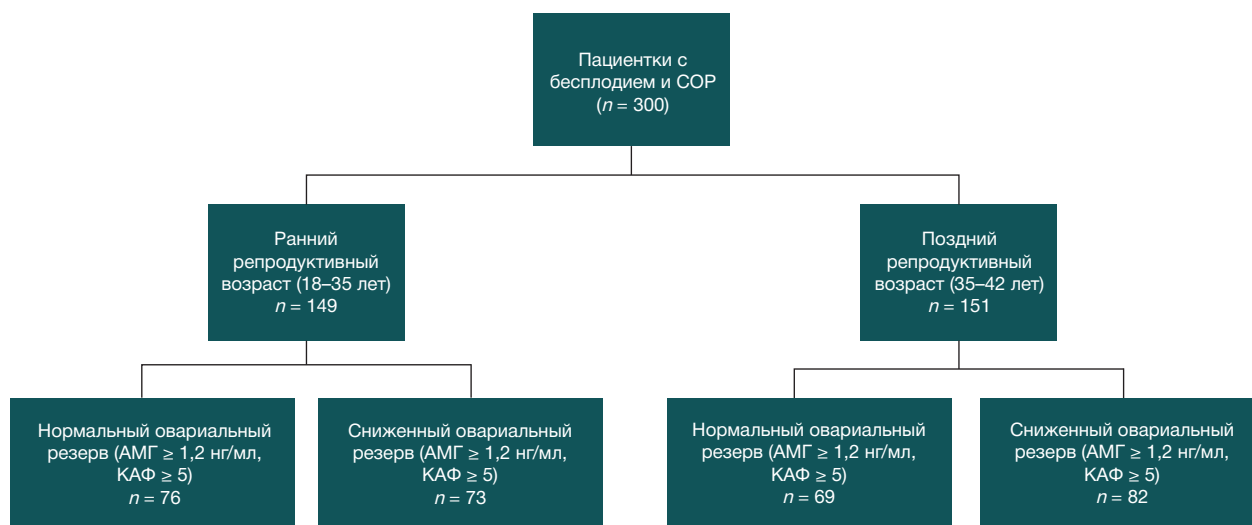 Пациентки с
бесплодием и СОР
(n = 300)
Ранний
репродуктивный
возраст (18–35 лет)
n = 149
Поздний
репродуктивный
возраст (35–42 лет)
n = 151
Нормальный овариальный
резерв (АМГ ≥ 1,2 нг/мл,
КАФ ≥ 5)
n = 76
Сниженный овариальный
резерв (АМГ ≥ 1,2 нг/мл,
КАФ ≥ 5)
n = 73
Нормальный овариальный
резерв (АМГ ≥ 1,2 нг/мл,
КАФ ≥ 5)
n = 69
Сниженный овариальный
резерв (АМГ ≥ 1,2 нг/мл,
КАФ ≥ 5)
n = 82